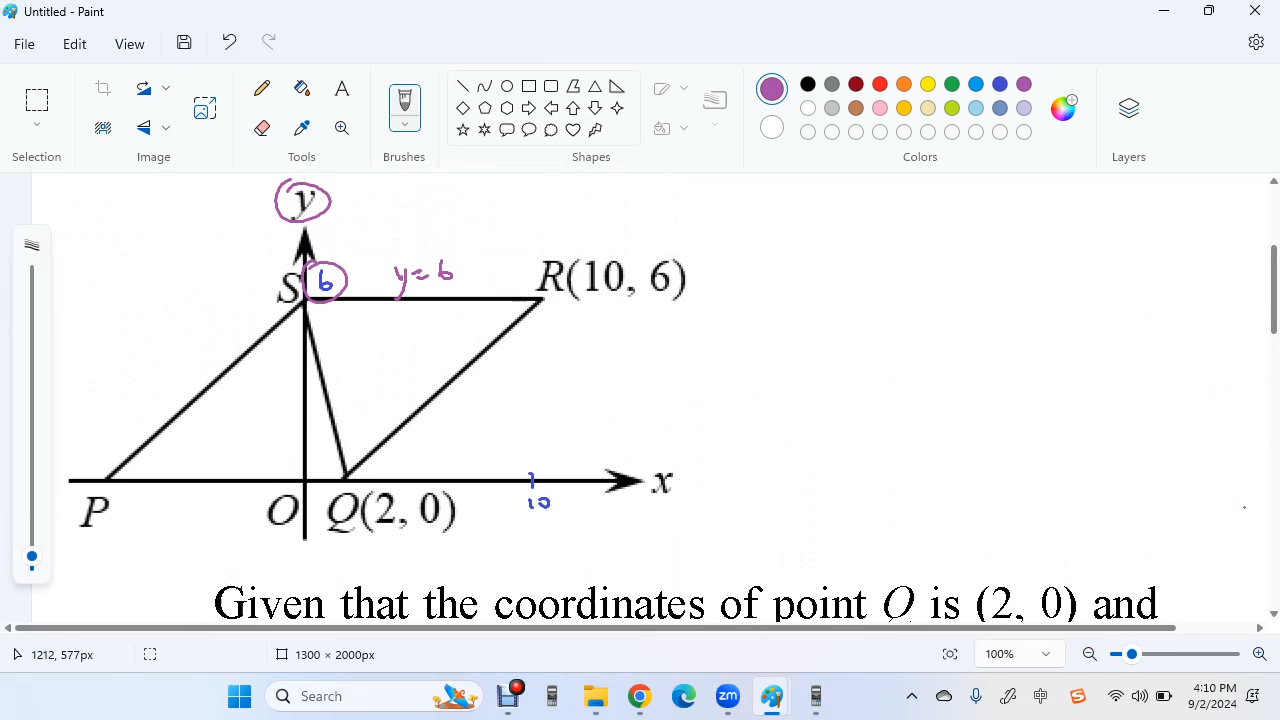 Untitled - Paint
File Edit View
Selection
Image
Tools
Brushes
Shapes
Colors
Layers
y
S 6 y=6 R(10, 6)
P O Q(2, 0) x
10
Given that the coordinates of point Q is (2, 0) and
1212, 577px
1300 × 2000px
100%
Search
zm
中
S
4:10 PM
9/2/2024